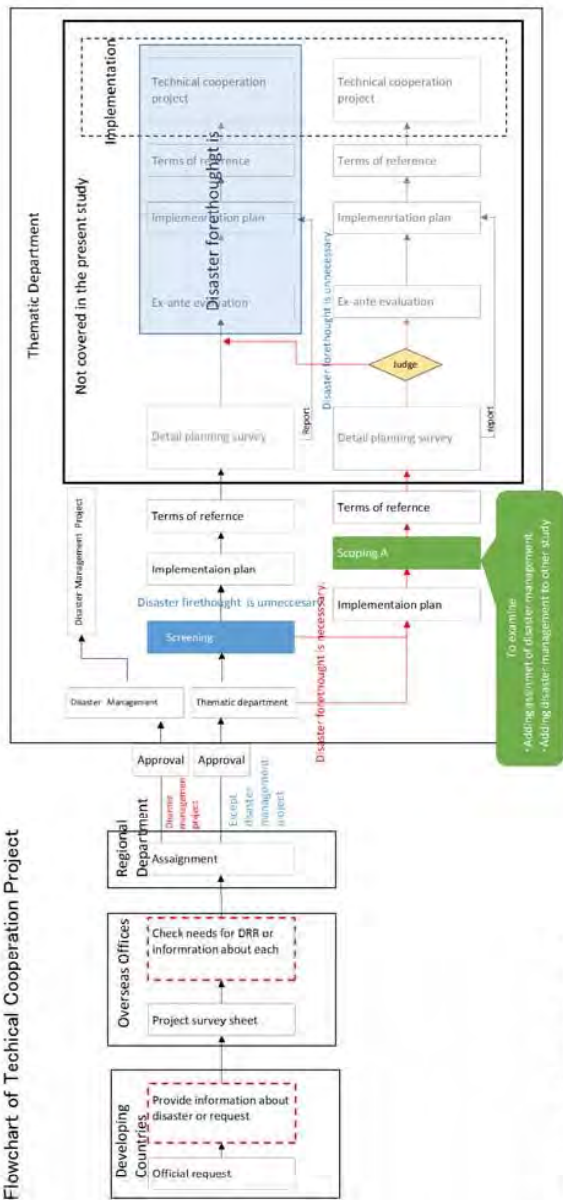 Flowchart of Techical Cooperation Project
Thematic Department
Implementation
Not covered in the present study
Technical cooperation
project
Technical cooperation
project
Terms of reference
Terms of reference
Disaster forethoughgt is
Implementation plan
Implemenrtation plan
Ex-ante evaluation
Ex-ante evaluation
Disaster forethought is unnecessary.
Judge
Detail planning survey
Report
Detail planning survey
report
Disaster Management Project
Terms of refernce
Terms of reference
Implementaion plan
Scoping A
Disaster firethought is unneccesary
Screening
Implementaion plan
Disaster forethought is necessary.
To examine
・Adding assinmet of disaster management,
・Adding disaster management to other study
Disaster Management
Thematic department
Approval
Approval
Disaster
management
project
Except
disaster
management
project
Regional
Department
Assaignment
Overseas Offices
Check needs for DRR or
informration about each
Project survey sheet
Developing
Countries
Provide information about
disaster or request
Official request